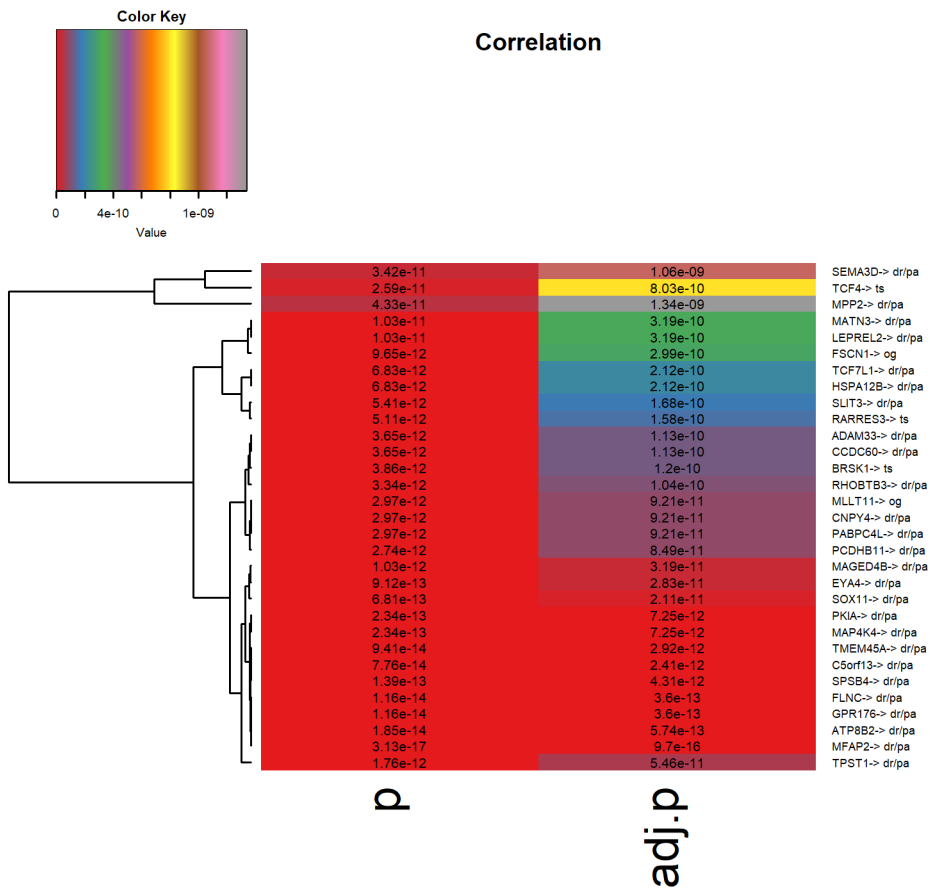 Color Key
Correlation
0 4e-10 1e-09
Value
3.42e-11 1.06e-09 SEMA3D-> dr/pa
2.59e-11 8.03e-10 TCF4-> ts
4.33e-11 1.34e-09 MPP2-> dr/pa
1.03e-11 3.19e-10 MATN3-> dr/pa
1.03e-11 3.19e-10 LEPREL2-> dr/pa
9.65e-12 2.99e-10 FSCN1-> og
6.83e-12 2.12e-10 TCF7L1-> dr/pa
6.83e-12 2.12e-10 HSPA12B-> dr/pa
5.41e-12 1.68e-10 SLIT3-> dr/pa
5.11e-12 1.58e-10 RARRES3-> ts
3.65e-12 1.13e-10 ADAM33-> dr/pa
3.65e-12 1.13e-10 CCDC60-> dr/pa
3.86e-12 1.2e-10 BRSK1-> ts
3.34e-12 1.04e-10 RHOBTB3-> dr/pa
2.97e-12 9.21e-11 MLLT11-> og
2.97e-12 9.21e-11 CNPY4-> dr/pa
2.97e-12 9.21e-11 PABPC4L-> dr/pa
2.74e-12 8.49e-11 PCDHB11-> dr/pa
1.03e-12 3.19e-11 MAGED4B-> dr/pa
9.12e-13 2.83e-11 EYA4-> dr/pa
6.81e-13 2.11e-11 SOX11-> dr/pa
2.34e-13 7.25e-12 PKIA-> dr/pa
2.34e-13 7.25e-12 MAP4K4-> dr/pa
9.41e-14 2.92e-12 TMEM45A-> dr/pa
7.76e-14 2.41e-12 C5orf13-> dr/pa
1.39e-13 4.31e-12 SPSB4-> dr/pa
1.16e-14 3.6e-13 FLNC-> dr/pa
1.16e-14 3.6e-13 GPR176-> dr/pa
1.85e-14 5.74e-13 ATP8B2-> dr/pa
3.13e-17 9.7e-16 MFAP2-> dr/pa
1.76e-12 5.46e-11 TPST1-> dr/pa
p adj.p